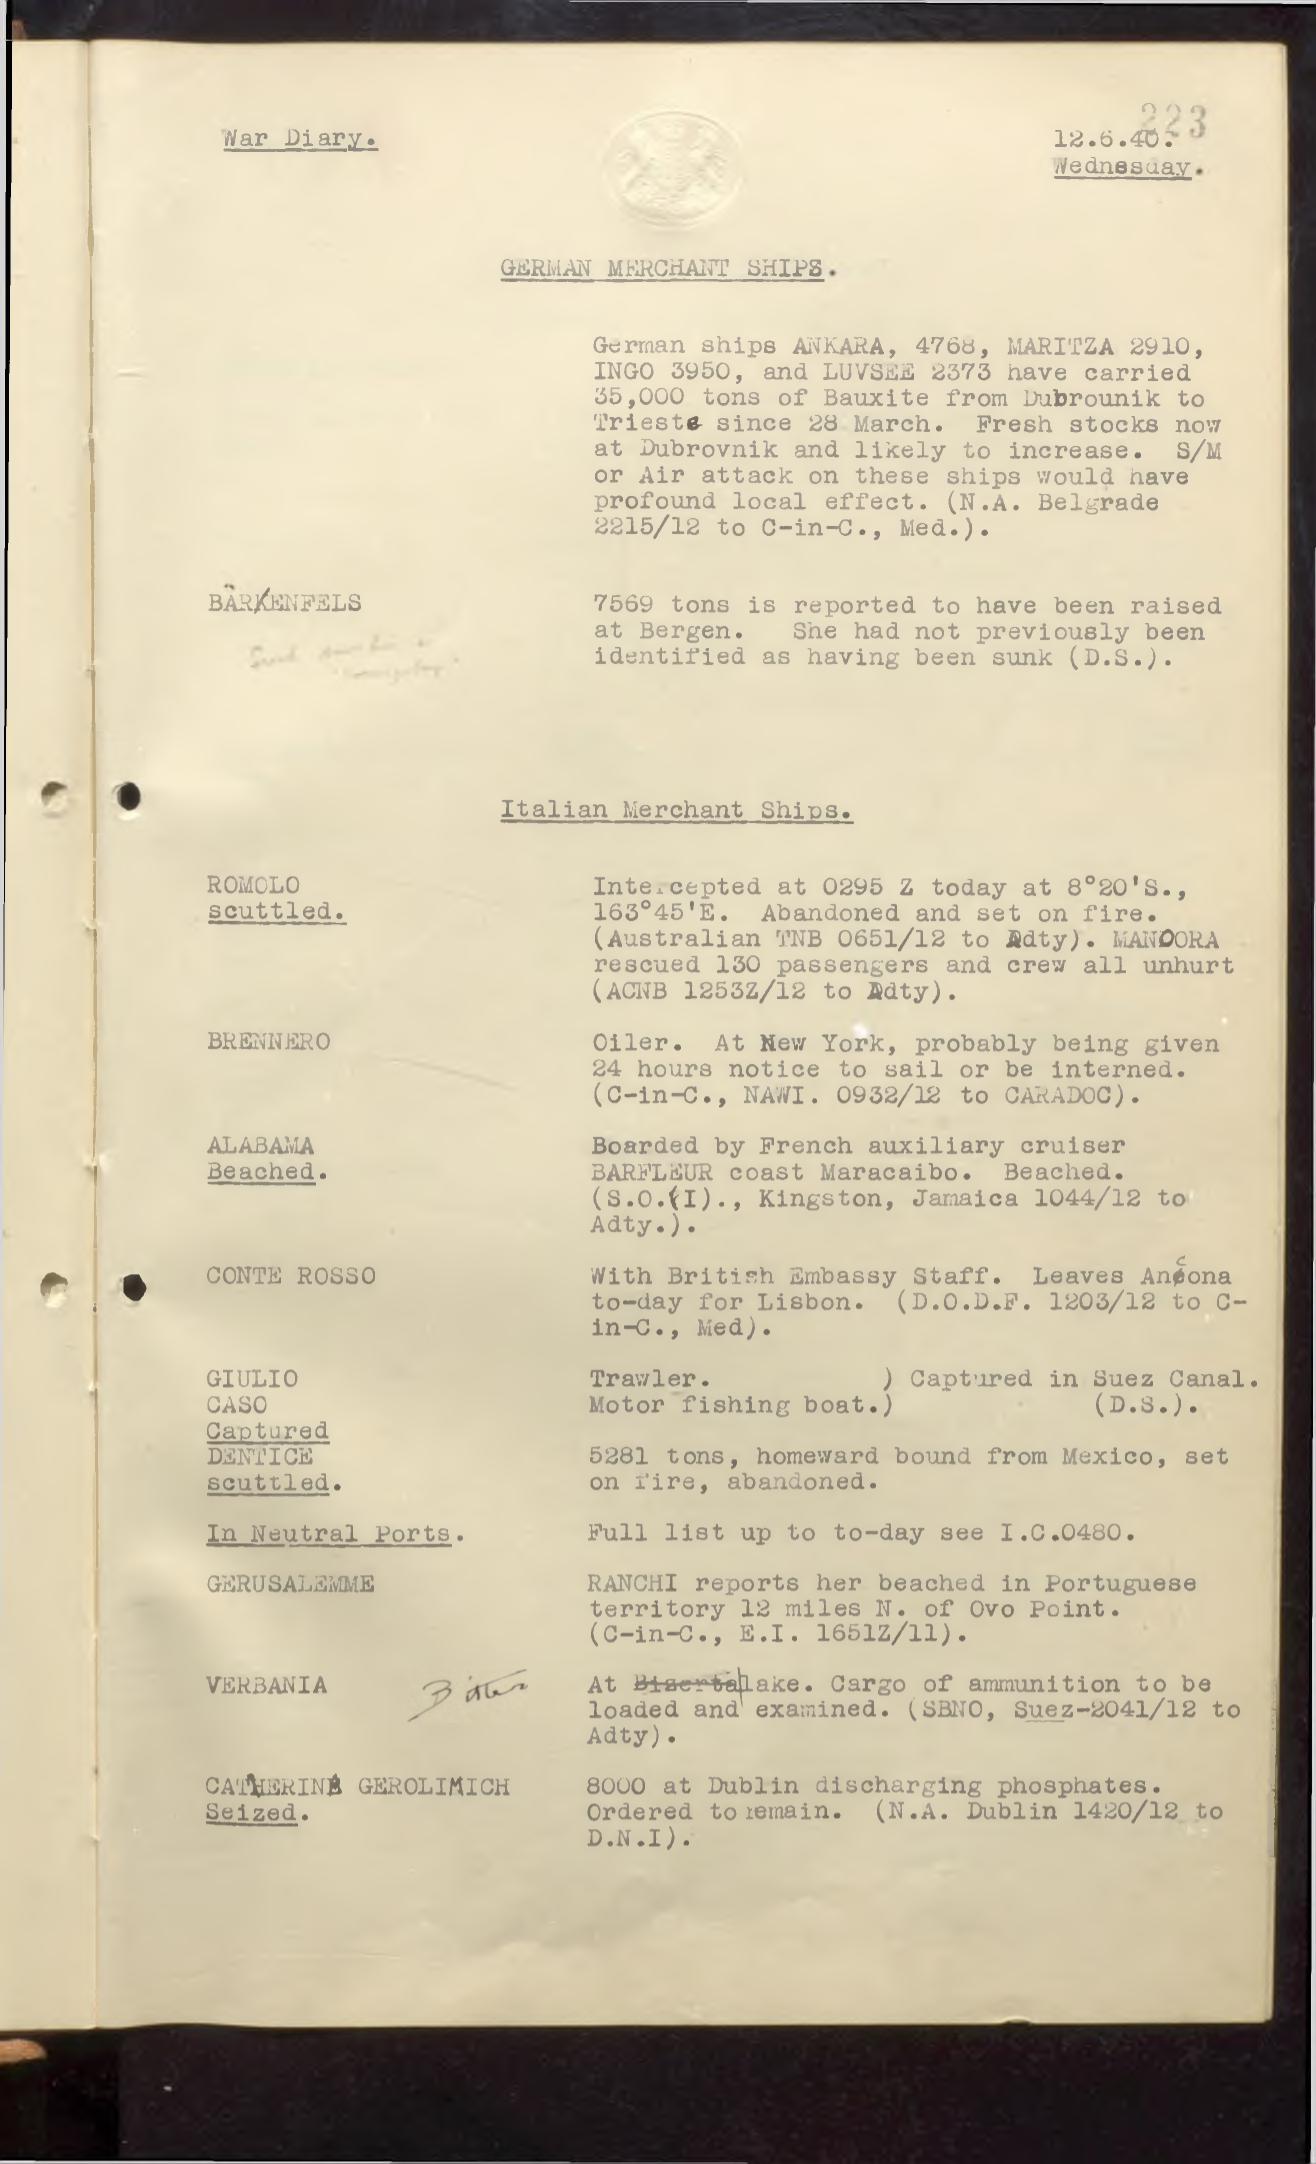 223
War Diary. 12.6.40.
Wednesday.
GERMAN MERCHANT SHIPS.
German ships ANKARA, 4768, MARITZA 2910,
INGO 3950, and LUVSEE 2373 have carried
35,000 tons of Bauxite from Dubrounik to
Trieste since 28 March. Fresh stocks now
at Dubrovnik and likely to increase. S/M
or Air attack on these ships would have
profound local effect. (N.A. Belgrade
2215/12 to C-in-C., Med.).
BÄRKENFELS 7569 tons is reported to have been raised
at Bergen. She had not previously been
identified as having been sunk (D.S.).
Italian Merchant Ships.
ROMOLO Intercepted at 0295 Z today at 8°20'S.,
scuttled. 163°45'E. Abandoned and set on fire.
(Australian TNB 0651/12 to Adty). MANOORA
rescued 130 passengers and crew all unhurt
(ACNB 1253Z/12 to Adty).
BRENNERO Oiler. At New York, probably being given
24 hours notice to sail or be interned.
(C-in-C., NAWI. 0932/12 to CARADOC).
ALABAMA Boarded by French auxiliary cruiser
Beached. BARFLEUR coast Maracaibo. Beached.
(S.O.(I)., Kingston, Jamaica 1044/12 to
Adty.).
CONTE ROSSO With British Embassy Staff. Leaves Ancona
to-day for Lisbon. (D.O.D.F. 1203/12 to C-
in-C., Med).
GIULIO Trawler. ) Captured in Suez Canal.
CASO Motor fishing boat.) (D.S.).
Captured
DENTICE 5281 tons, homeward bound from Mexico, set
scuttled. on fire, abandoned.
In Neutral Ports. Full list up to to-day see I.C.0480.
GERUSALEMME RANCHI reports her beached in Portuguese
territory 12 miles N. of Ovo Point.
(C-in-C., E.I. 1651Z/11).
VERBANIA Bitter At Bizerta lake. Cargo of ammunition to be
loaded and examined. (SBNO, Suez-2041/12 to
Adty).
CATHERINE GEROLIMICH 8000 at Dublin discharging phosphates.
Seized. Ordered to remain. (N.A. Dublin 1420/12 to
D.N.I).